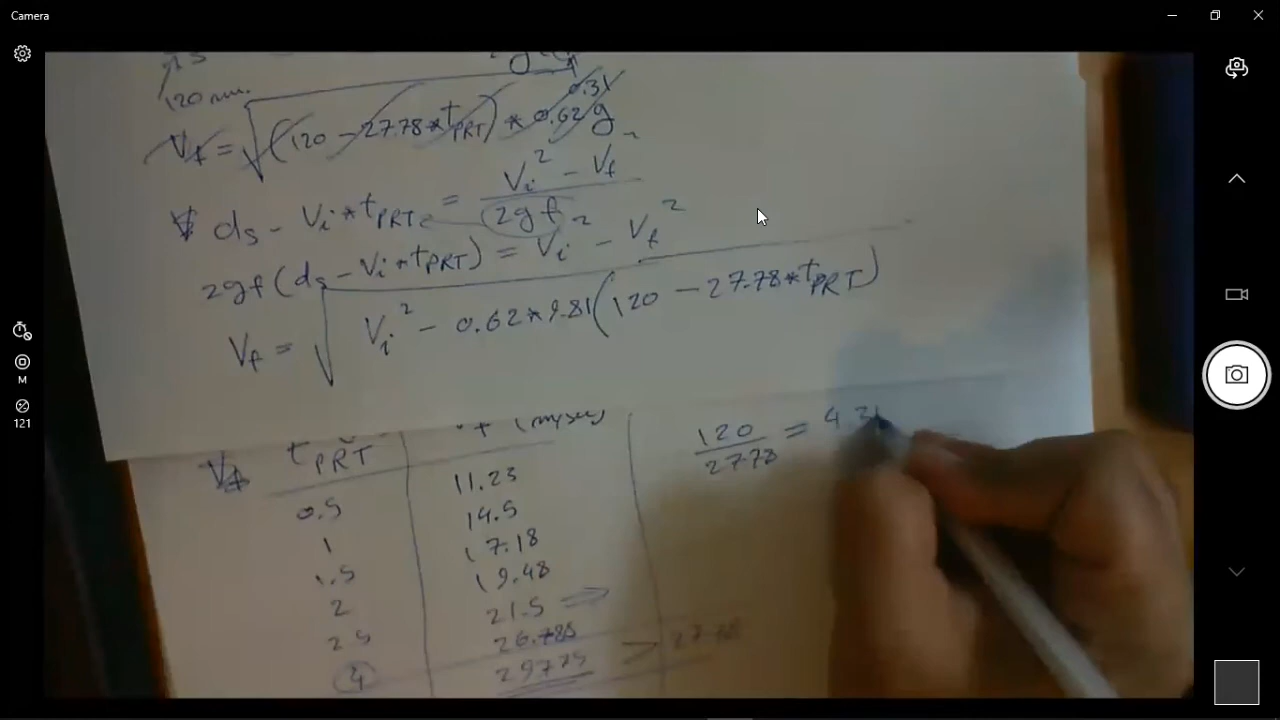 Camera
120 m.
V_f = √(120 - 27.78 * t_PRT) * 0.62 g
0.31
d_s - V_i * t_PRT = (V_i² - V_f²) / 2gf
2gf (d_s - V_i * t_PRT) = V_i² - V_f²
V_f = √(V_i² - 0.62 * 9.81 (120 - 27.78 * t_PRT))
t_PRT
0.5 11.23
1 14.5
1.5 17.18
2 19.48
2.5 21.5 ⇒
26.785
4 29.775 >
120 / 27.78 =
M
121